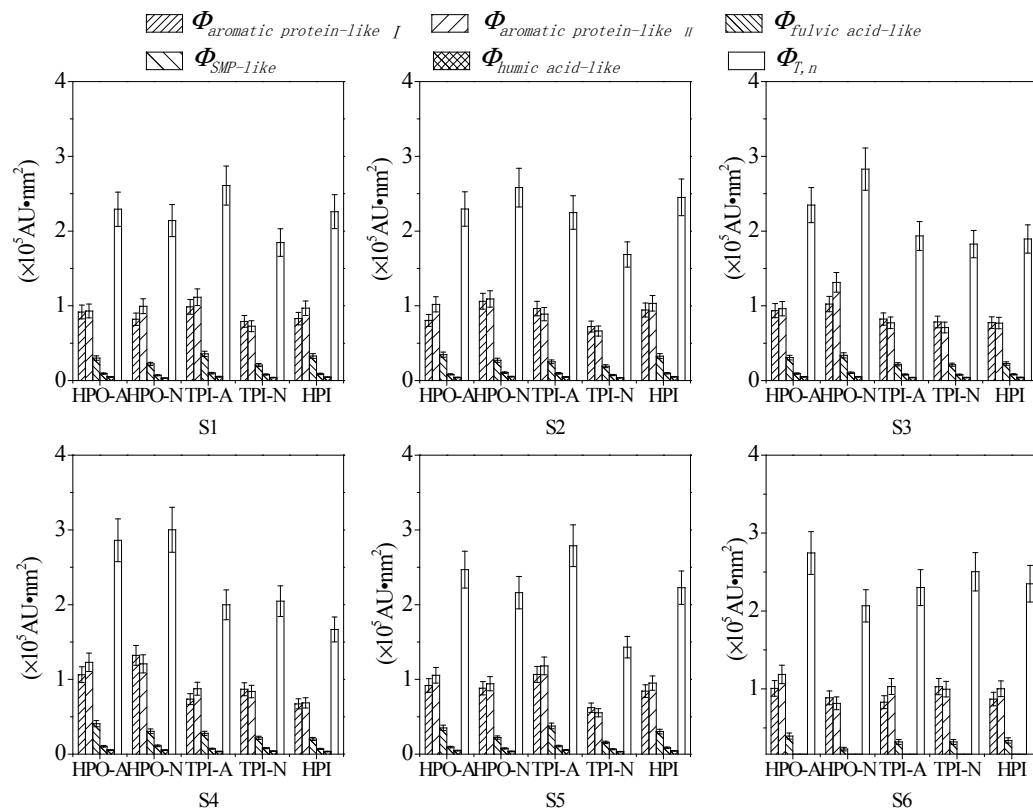 Φaromatic protein-like Ⅰ Φaromatic protein-like Ⅱ Φfulvic acid-like
ΦSMP-like Φhumic acid-like ΦT,n
4
3
2
1
0
(×10⁵AU•nm²)
HPO-A HPO-N TPI-A TPI-N HPI
S1
4
3
2
1
0
(×10⁵AU•nm²)
HPO-A HPO-N TPI-A TPI-N HPI
S2
4
3
2
1
0
(×10⁵AU•nm²)
HPO-A HPO-N TPI-A TPI-N HPI
S3
4
3
2
1
0
(×10⁵AU•nm²)
HPO-A HPO-N TPI-A TPI-N HPI
S4
4
3
2
1
0
(×10⁵AU•nm²)
HPO-A HPO-N TPI-A TPI-N HPI
S5
4
3
2
1
(×10⁵AU•nm²)
HPO-A HPO-N TPI-A TPI-N HPI
S6